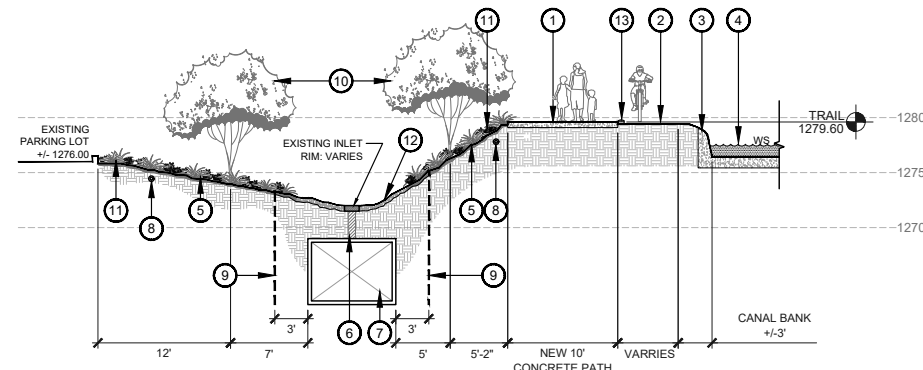 11
1
13
2
3
4
10
1280
TRAIL
1279.60
EXISTING
PARKING LOT
+/- 1276.00
EXISTING INLET
RIM: VARIES
12
WS
1275
11
8
5
5
8
1270
9
9
3'
6
7
3'
CANAL BANK
+/-3'
12'
7'
5'
5'-2"
NEW 10'
CONCRETE PATH
VARRIES